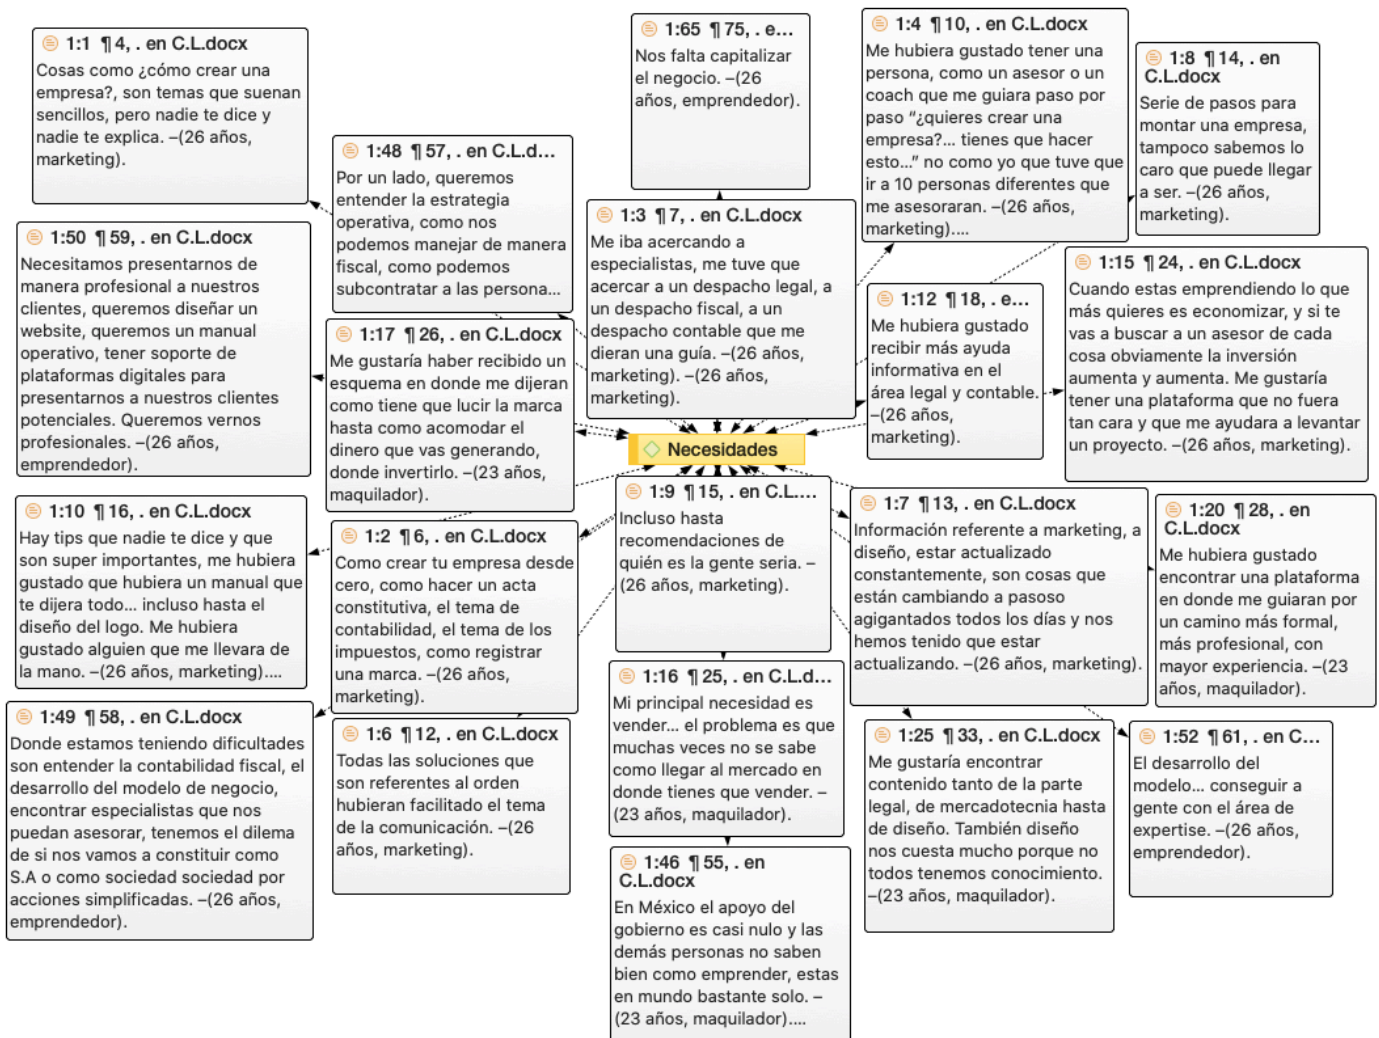 1:1 ¶ 4, . en C.L.docx
Cosas como ¿cómo crear una
empresa?, son temas que suenan
sencillos, pero nadie te dice y
nadie te explica. –(26 años,
marketing).
1:65 ¶ 75, . e...
Nos falta capitalizar
el negocio. –(26
años, emprendedor).
1:4 ¶ 10, . en C.L.docx
Me hubiera gustado tener una
persona, como un asesor o un
coach que me guiara paso por
paso “¿quieres crear una
empresa?... tienes que hacer
esto...” no como yo que tuve que
ir a 10 personas diferentes que
me asesoraran. –(26 años,
marketing)....
1:8 ¶ 14, . en
C.L.docx
Serie de pasos para
montar una empresa,
tampoco sabemos lo
caro que puede llegar
a ser. –(26 años,
marketing).
1:48 ¶ 57, . en C.L.d...
Por un lado, queremos
entender la estrategia
operativa, como nos
podemos manejar de manera
fiscal, como podemos
subcontratar a las persona...
1:3 ¶ 7, . en C.L.docx
Me iba acercando a
especialistas, me tuve que
acercar a un despacho legal, a
un despacho fiscal, a un
despacho contable que me
dieran una guía. –(26 años,
marketing). –(26 años,
marketing).
1:50 ¶ 59, . en C.L.docx
Necesitamos presentarnos de
manera profesional a nuestros
clientes, queremos diseñar un
website, queremos un manual
operativo, tener soporte de
plataformas digitales para
presentarnos a nuestros clientes
potenciales. Queremos vernos
profesionales. –(26 años,
emprendedor).
1:12 ¶ 18, . e...
Me hubiera gustado
recibir más ayuda
informativa en el
área legal y contable.
–(26 años,
marketing).
1:15 ¶ 24, . en C.L.docx
Cuando estas emprendiendo lo que
más quieres es economizar, y si te
vas a buscar a un asesor de cada
cosa obviamente la inversión
aumenta y aumenta. Me gustaría
tener una plataforma que no fuera
tan cara y que me ayudara a levantar
un proyecto. –(26 años, marketing).
1:17 ¶ 26, . en C.L.docx
Me gustaría haber recibido un
esquema en donde me dijeran
como tiene que lucir la marca
hasta como acomodar el
dinero que vas generando,
donde invertirlo. –(23 años,
maquilador).
Necesidades
1:10 ¶ 16, . en C.L.docx
Hay tips que nadie te dice y que
son super importantes, me hubiera
gustado que hubiera un manual que
te dijera todo... incluso hasta el
diseño del logo. Me hubiera
gustado alguien que me llevara de
la mano. –(26 años, marketing)....
1:2 ¶ 6, . en C.L.docx
Como crear tu empresa desde
cero, como hacer un acta
constitutiva, el tema de
contabilidad, el tema de los
impuestos, como registrar
una marca. –(26 años,
marketing).
1:9 ¶ 15, . en C.L....
Incluso hasta
recomendaciones de
quién es la gente seria. –
(26 años, marketing).
1:7 ¶ 13, . en C.L.docx
Información referente a marketing, a
diseño, estar actualizado
constantemente, son cosas que
están cambiando a pasoso
agigantados todos los días y nos
hemos tenido que estar
actualizando. –(26 años, marketing).
1:20 ¶ 28, . en
C.L.docx
Me hubiera gustado
encontrar una plataforma
en donde me guiaran por
un camino más formal,
más profesional, con
mayor experiencia. –(23
años, maquilador).
1:49 ¶ 58, . en C.L.docx
Donde estamos teniendo dificultades
son entender la contabilidad fiscal, el
desarrollo del modelo de negocio,
encontrar especialistas que nos
puedan asesorar, tenemos el dilema
de si nos vamos a constituir como
S.A o como sociedad sociedad por
acciones simplificadas. –(26 años,
emprendedor).
1:6 ¶ 12, . en C.L.docx
Todas las soluciones que
son referentes al orden
hubieran facilitado el tema
de la comunicación. –(26
años, marketing).
1:16 ¶ 25, . en C.L.d...
Mi principal necesidad es
vender... el problema es que
muchas veces no se sabe
como llegar al mercado en
donde tienes que vender. –
(23 años, maquilador).
1:25 ¶ 33, . en C.L.docx
Me gustaría encontrar
contenido tanto de la parte
legal, de mercadotecnia hasta
de diseño. También diseño
nos cuesta mucho porque no
todos tenemos conocimiento.
–(23 años, maquilador).
1:52 ¶ 61, . en C...
El desarrollo del
modelo... conseguir a
gente con el área de
expertise. –(26 años,
emprendedor).
1:46 ¶ 55, . en
C.L.docx
En México el apoyo del
gobierno es casi nulo y las
demás personas no saben
bien como emprender, estas
en mundo bastante solo. –
(23 años, maquilador)....